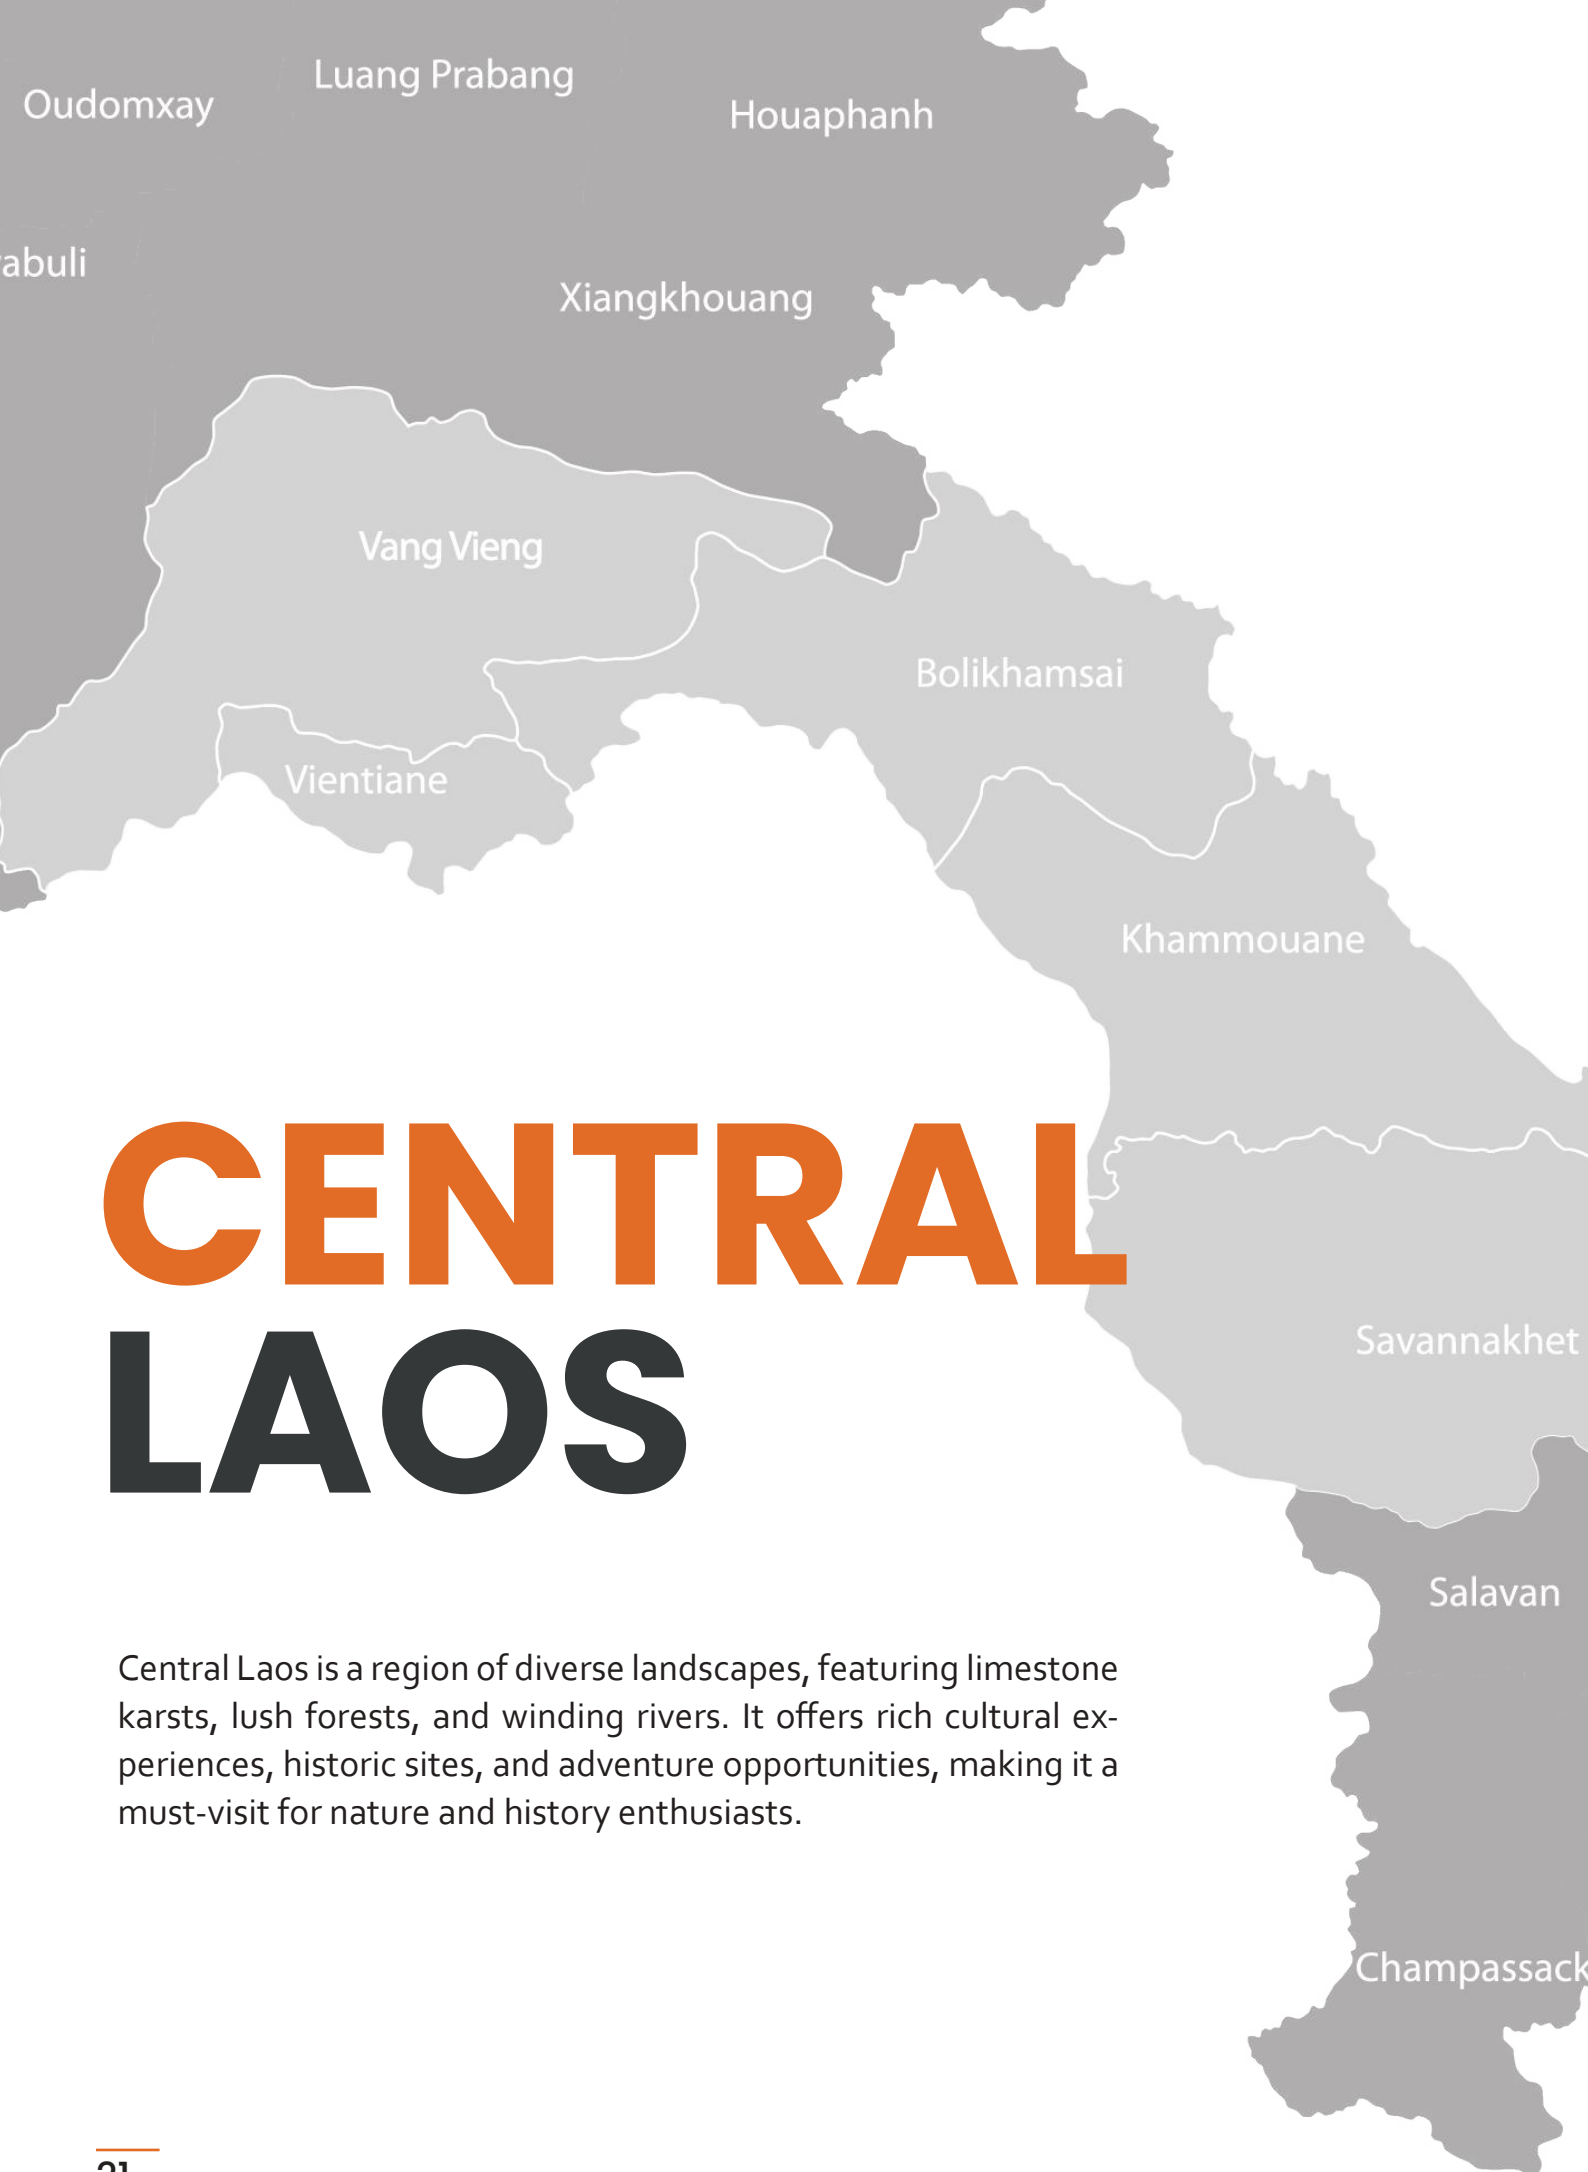 Luang Prabang
Oudomxay
Houaphanh
abuli
Xiangkhouang
Vang Vieng
Bolikhamsai
Vientiane
Khammouane
CENTRAL
LAOS
Savannakhet
Salavan
Central Laos is a region of diverse landscapes, featuring limestone
karsts, lush forests, and winding rivers. It offers rich cultural ex-
periences, historic sites, and adventure opportunities, making it a
must-visit for nature and history enthusiasts.
Champassack